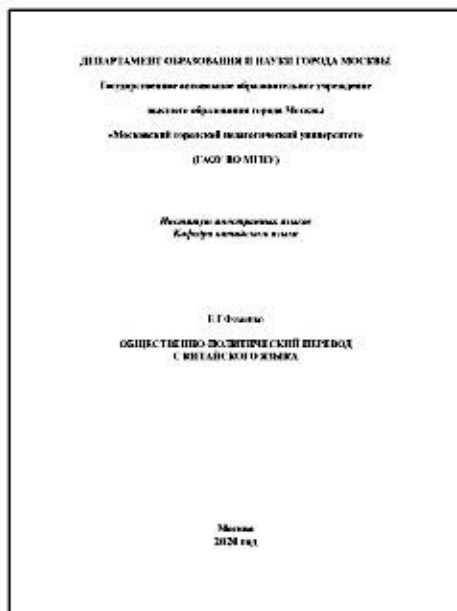 ДЕПАРТАМЕНТ ОБРАЗОВАНИЯ И НАУКИ ГОРОДА МОСКВЫ
Государственное автономное образовательное учреждение
высшего образования города Москвы
«Московский городской педагогический университет»
(ГАОУ ВО МГПУ)
Институт иностранных языков
Кафедра китайского языка
ОБЩЕСТВЕННО-ПОЛИТИЧЕСКИЙ ПЕРЕВОД
С КИТАЙСКОГО ЯЗЫКА
Москва
2020 год